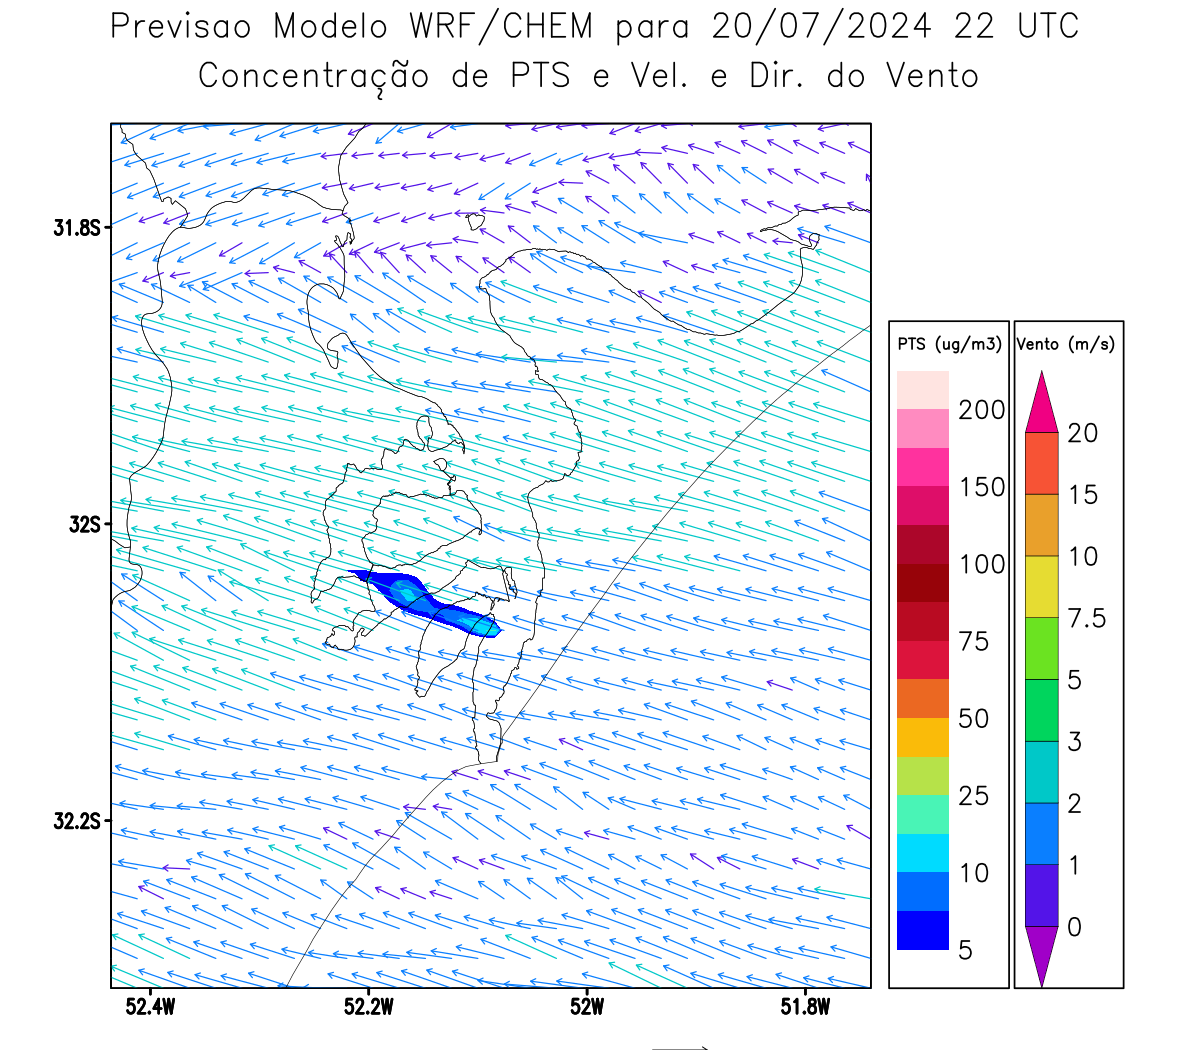 Previsao Modelo WRF/CHEM para 20/07/2024 22 UTC
Concentração de PTS e Vel. e Dir. do Vento
31.8S
32S
32.2S
52.4W 52.2W 52W 51.8W
PTS (ug/m3)
200
150
100
75
50
25
10
5
Vento (m/s)
20
15
10
7.5
5
3
2
1
0